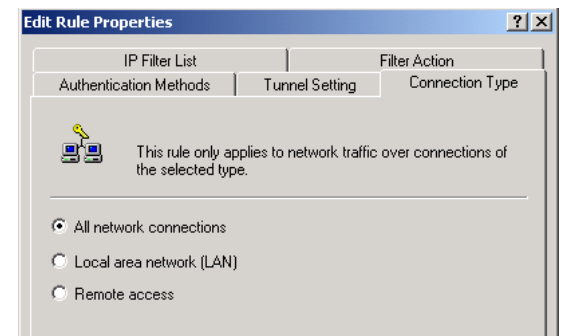 Edit Rule Properties
IP Filter List
Filter Action
Authentication Methods
Tunnel Setting
Connection Type
This rule only applies to network traffic over connections of
the selected type.
All network connections
Local area network (LAN)
Remote access